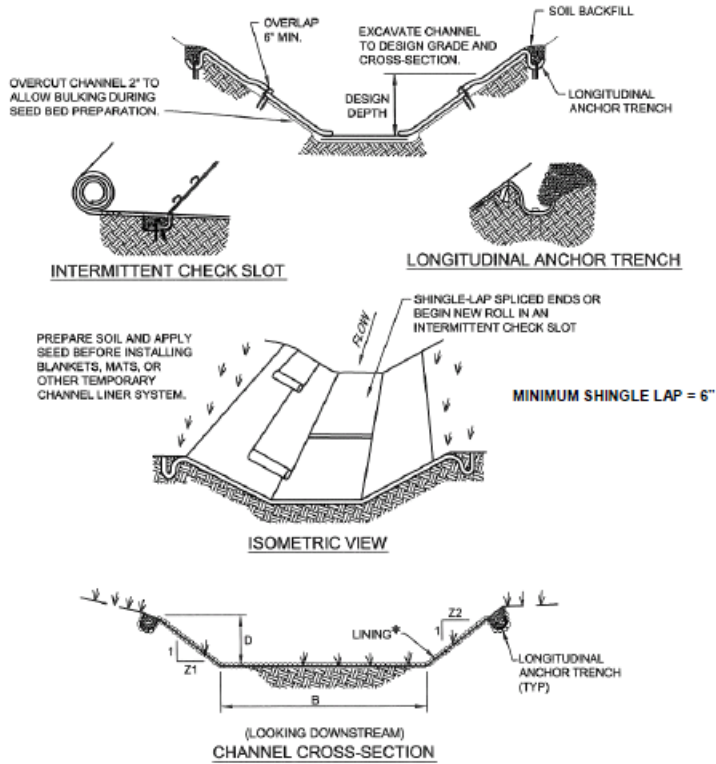 OVERLAP
6" MIN.
EXCAVATE CHANNEL
TO DESIGN GRADE AND
CROSS-SECTION.
SOIL BACKFILL
OVERCUT CHANNEL 2" TO
ALLOW BULKING DURING
SEED BED PREPARATION.
DESIGN
DEPTH
LONGITUDINAL
ANCHOR TRENCH
INTERMITTENT CHECK SLOT
LONGITUDINAL ANCHOR TRENCH
SHINGLE-LAP SPLICED ENDS OR
BEGIN NEW ROLL IN AN
INTERMITTENT CHECK SLOT
FLOW
PREPARE SOIL AND APPLY
SEED BEFORE INSTALLING
BLANKETS, MATS, OR
OTHER TEMPORARY
CHANNEL LINER SYSTEM.
MINIMUM SHINGLE LAP = 6"
ISOMETRIC VIEW
D
1
Z1
LINING*
1
Z2
B
LONGITUDINAL
ANCHOR TRENCH
(TYP)
(LOOKING DOWNSTREAM)
CHANNEL CROSS-SECTION